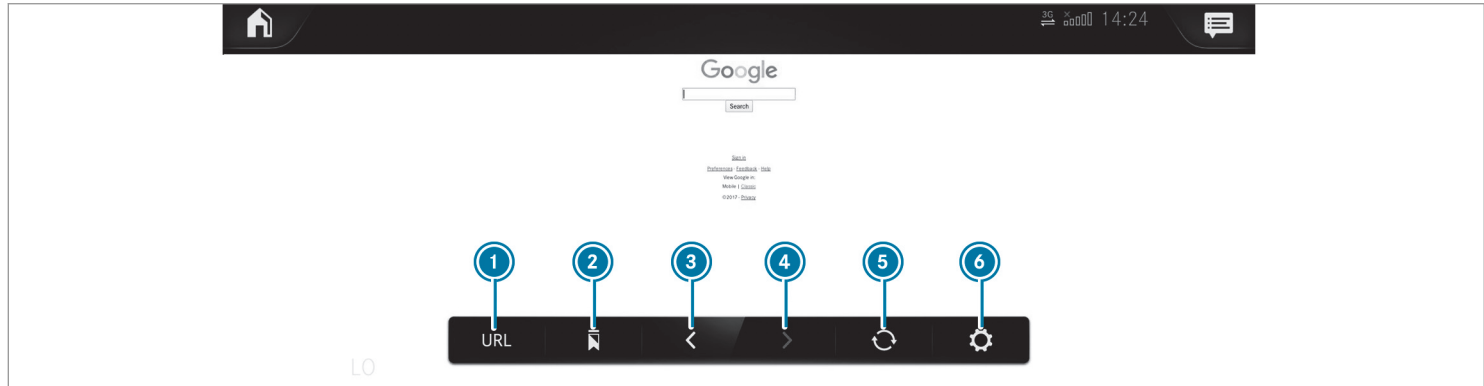 3G 14:24
Google
Search
Sign in
Preferences - Feedback - Help
View Google in:
Mobile | Classic
©2017 - Privacy
1 2 3 4 5 6
URL
LO